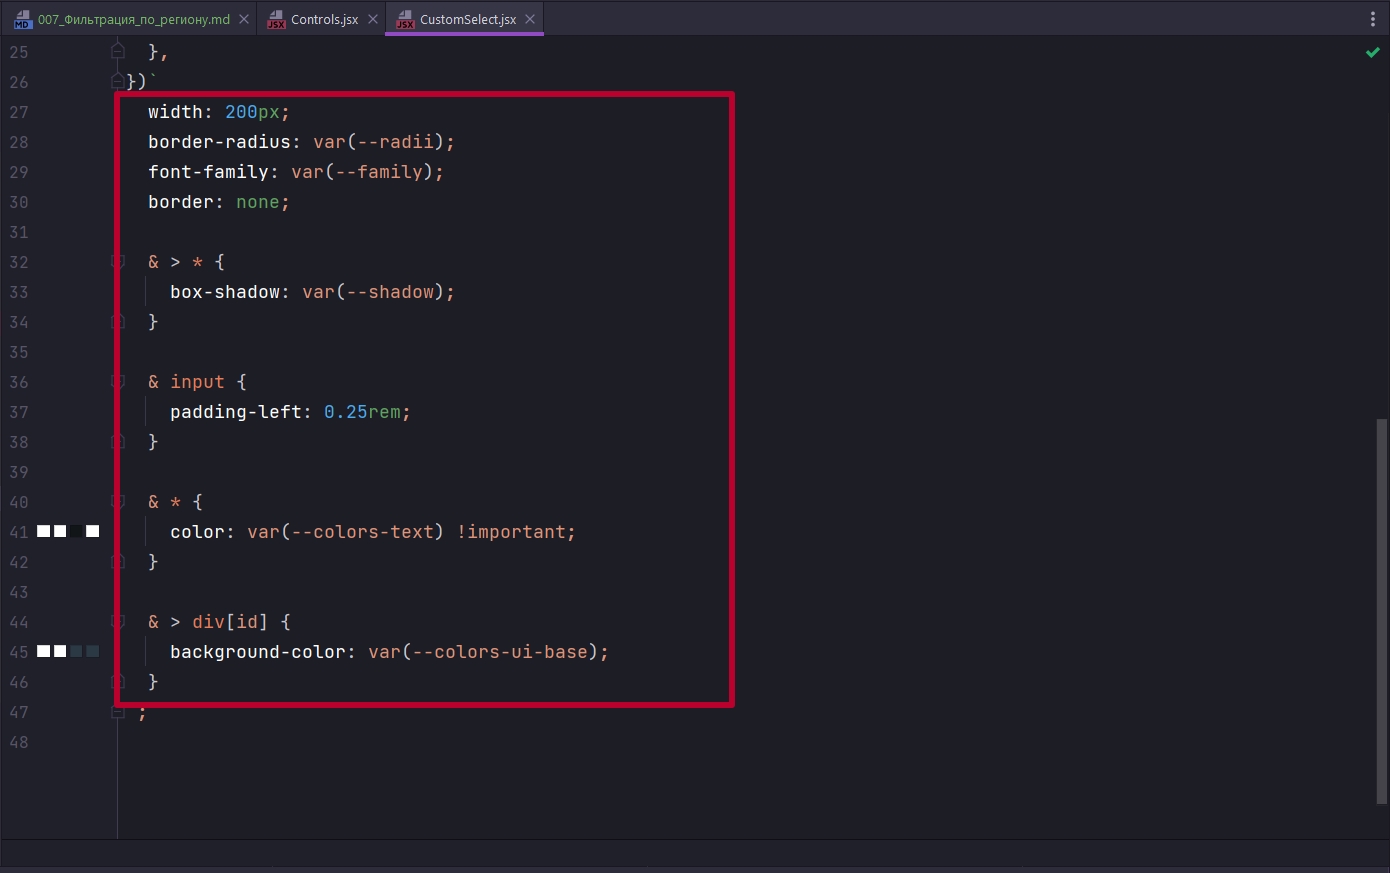 007_Фильтрация_по_региону.md Controls.jsx CustomSelect.jsx
25 },
26 })`
27 width: 200px;
28 border-radius: var(--radii);
29 font-family: var(--family);
30 border: none;
31
32 & > * {
33 box-shadow: var(--shadow);
34 }
35
36 & input {
37 padding-left: 0.25rem;
38 }
39
40 & * {
41 color: var(--colors-text) !important;
42 }
43
44 & > div[id] {
45 background-color: var(--colors-ui-base);
46 }
47 ;
48